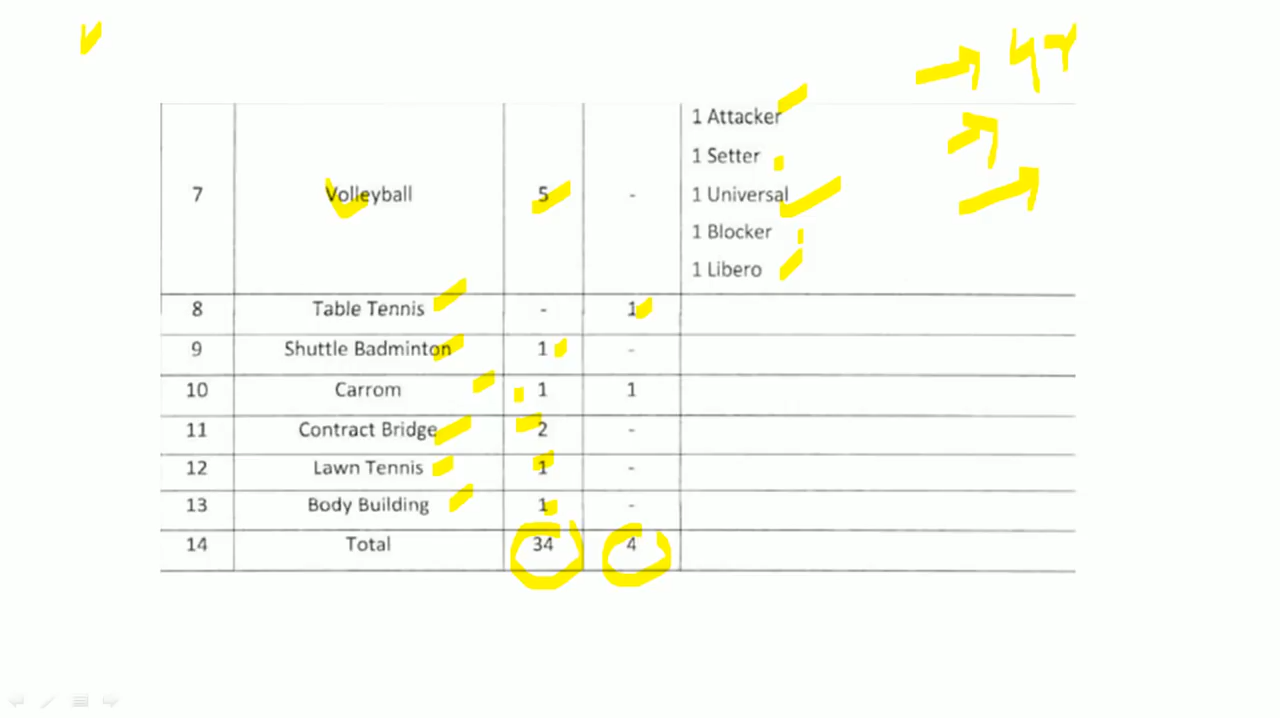 1 Attacker
1 Setter
7 Volleyball 5 - 1 Universal
1 Blocker
1 Libero
8 Table Tennis - 1
9 Shuttle Badminton 1 -
10 Carrom 1 1
11 Contract Bridge 2 -
12 Lawn Tennis 1 -
13 Body Building 1 -
14 Total 34 4